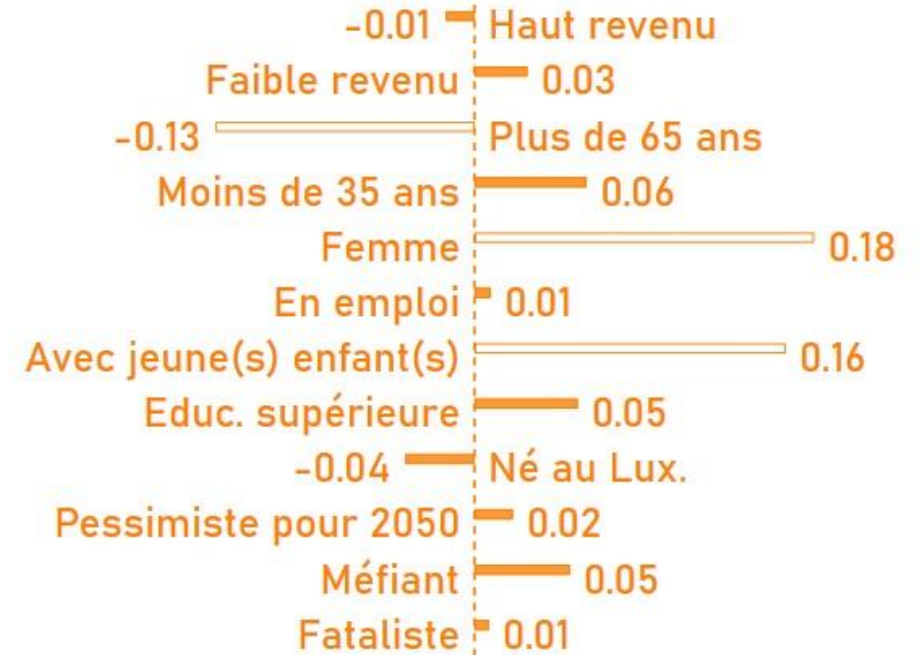 -0.01 Haut revenu
Faible revenu 0.03
-0.13 Plus de 65 ans
Moins de 35 ans 0.06
Femme 0.18
En emploi 0.01
Avec jeune(s) enfant(s) 0.16
Educ. supérieure 0.05
-0.04 Né au Lux.
Pessimiste pour 2050 0.02
Méfiant 0.05
Fataliste 0.01